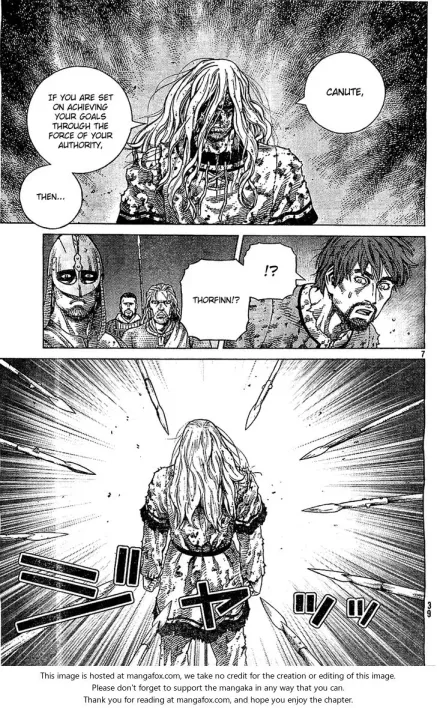 CANUTE,
IF YOU ARE SET
ON ACHIEVING
YOUR GOALS
THROUGH THE
FORCE OF YOUR
AUTHORITY,
THEN...
!?
THORFINN!?
7
ジャッッ
39
This image is hosted at mangafox.com, we take no credit for the creation or editing of this image.
Please don't forget to support the mangaka in any way that you can.
Thank you for reading at mangafox.com, and hope you enjoy the chapter.